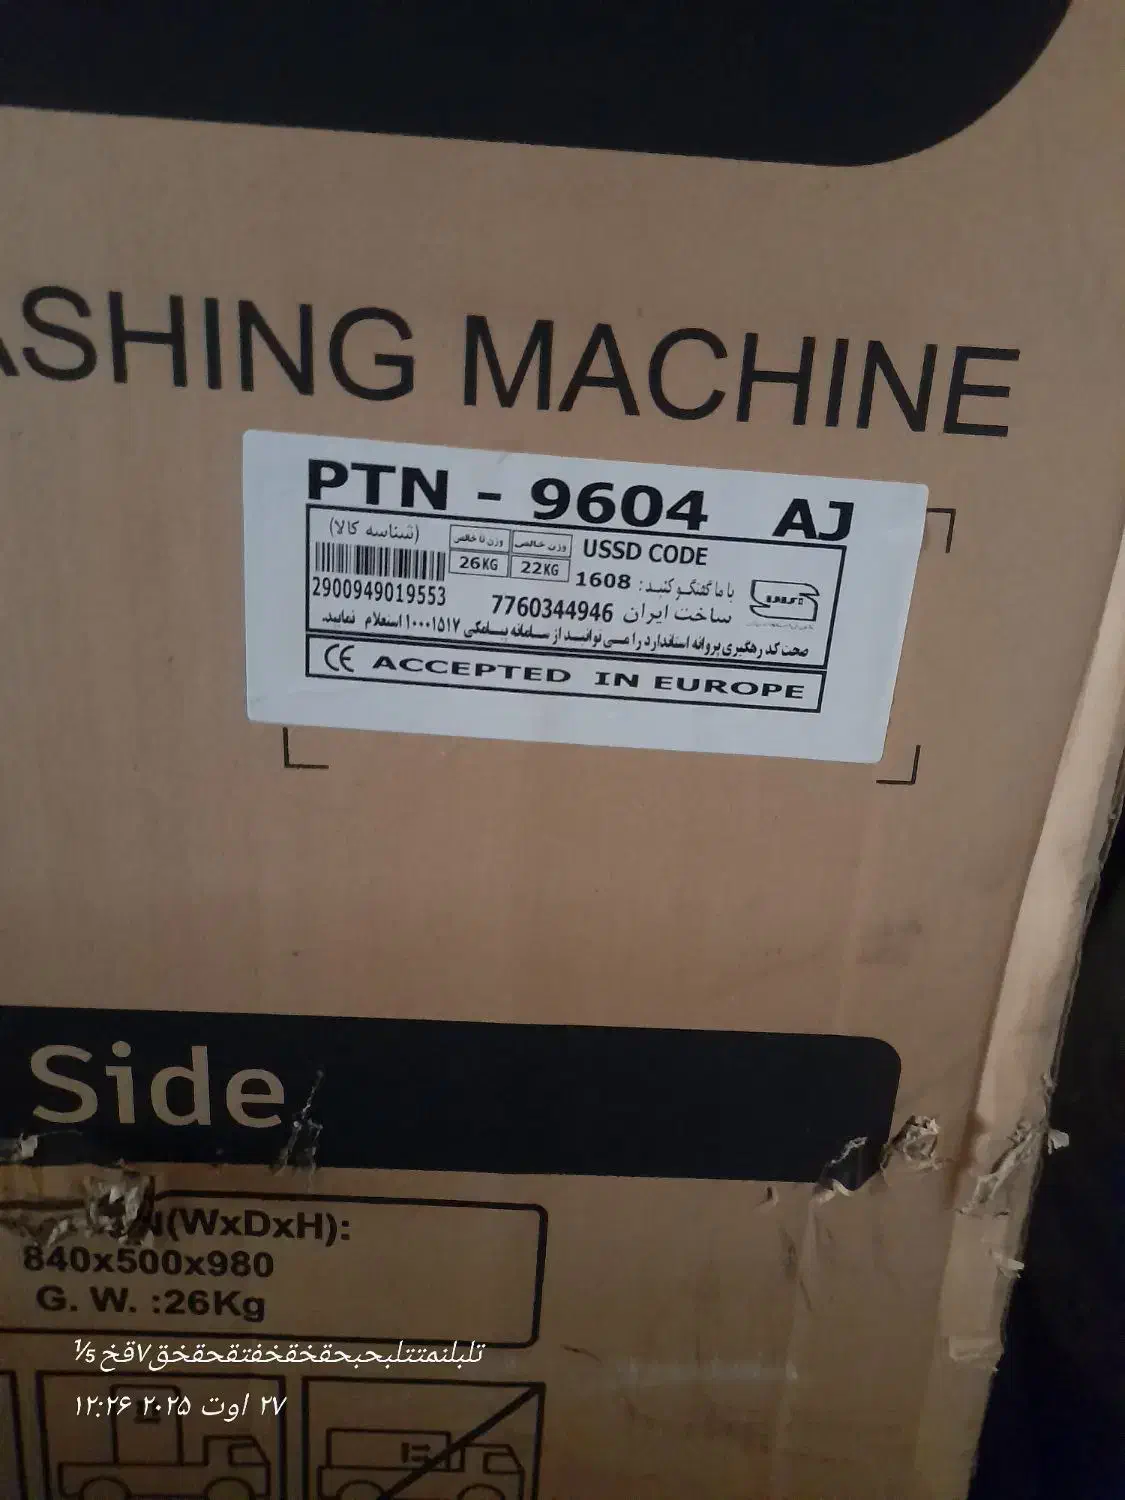 ASHING MACHINE
PTN - 9604 AJ
(شناسه کالا)
وزن ناخالص
وزن خالص
26KG
22KG
USSD CODE
با ما گفتگو کنید: 1608
2900949019553
ساخت ایران 7760344946
صحت کد رهگیری پروانه استاندارد را می‌توانید از سامانه پیامکی ۱۰۰۰۱۵۱۷ استعلام نمایید.
CE ACCEPTED IN EUROPE
Side
N(WxDxH):
840x500x980
G. W. :26Kg
تلبلنمتتلبحبحقخقخفتقحقخق۷قخ ⅕
۲۷ اوت ۲۰۲۵ ۱۲:۲۶